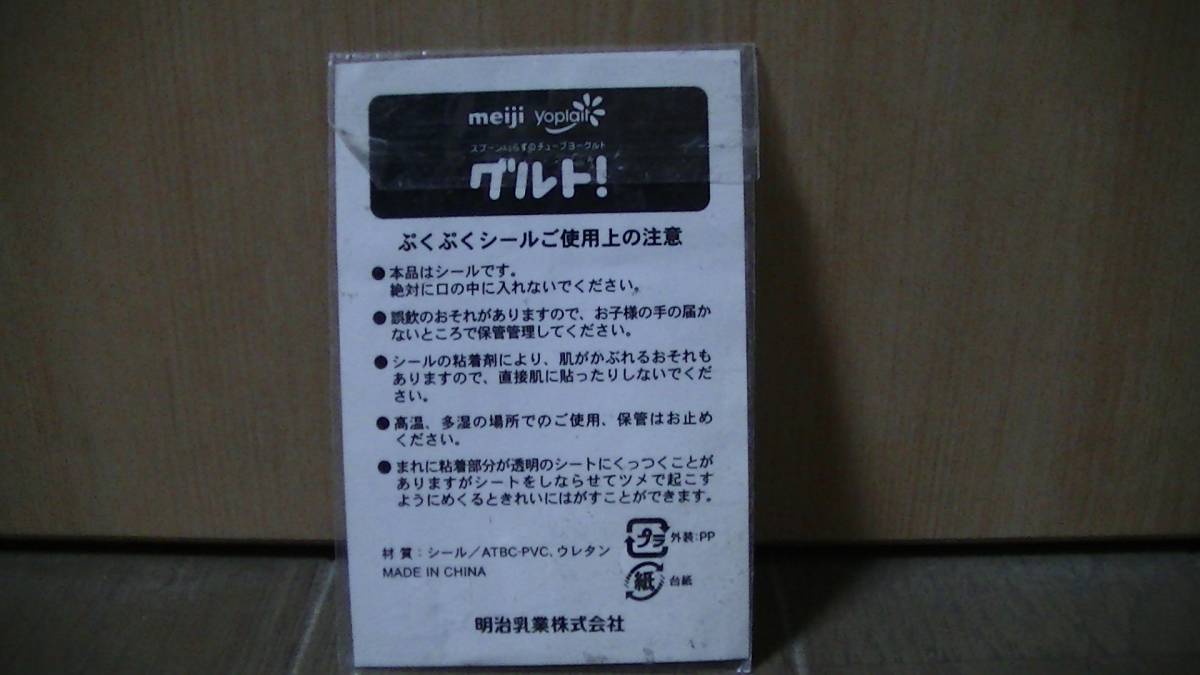 meiji yoplait
スプーンいらずのチューブヨーグルト
グルト!
ぷくぷくシールご使用上の注意
●本品はシールです。
絶対に口の中に入れないでください。
●誤飲のおそれがありますので、お子様の手の届か
ないところで保管管理してください。
●シールの粘着剤により、肌がかぶれるおそれも
ありますので、直接肌に貼ったりしないでくだ
さい。
●高温、多湿の場所でのご使用、保管はお止め
ください。
●まれに粘着部分が透明のシートにくっつくことが
ありますがシートをしならせてツメで起こす
ようにめくるときれいにはがすことができます。
材質:シール/ATBC-PVC、ウレタン
MADE IN CHINA
プラ 外装:PP
紙 台紙
明治乳業株式会社